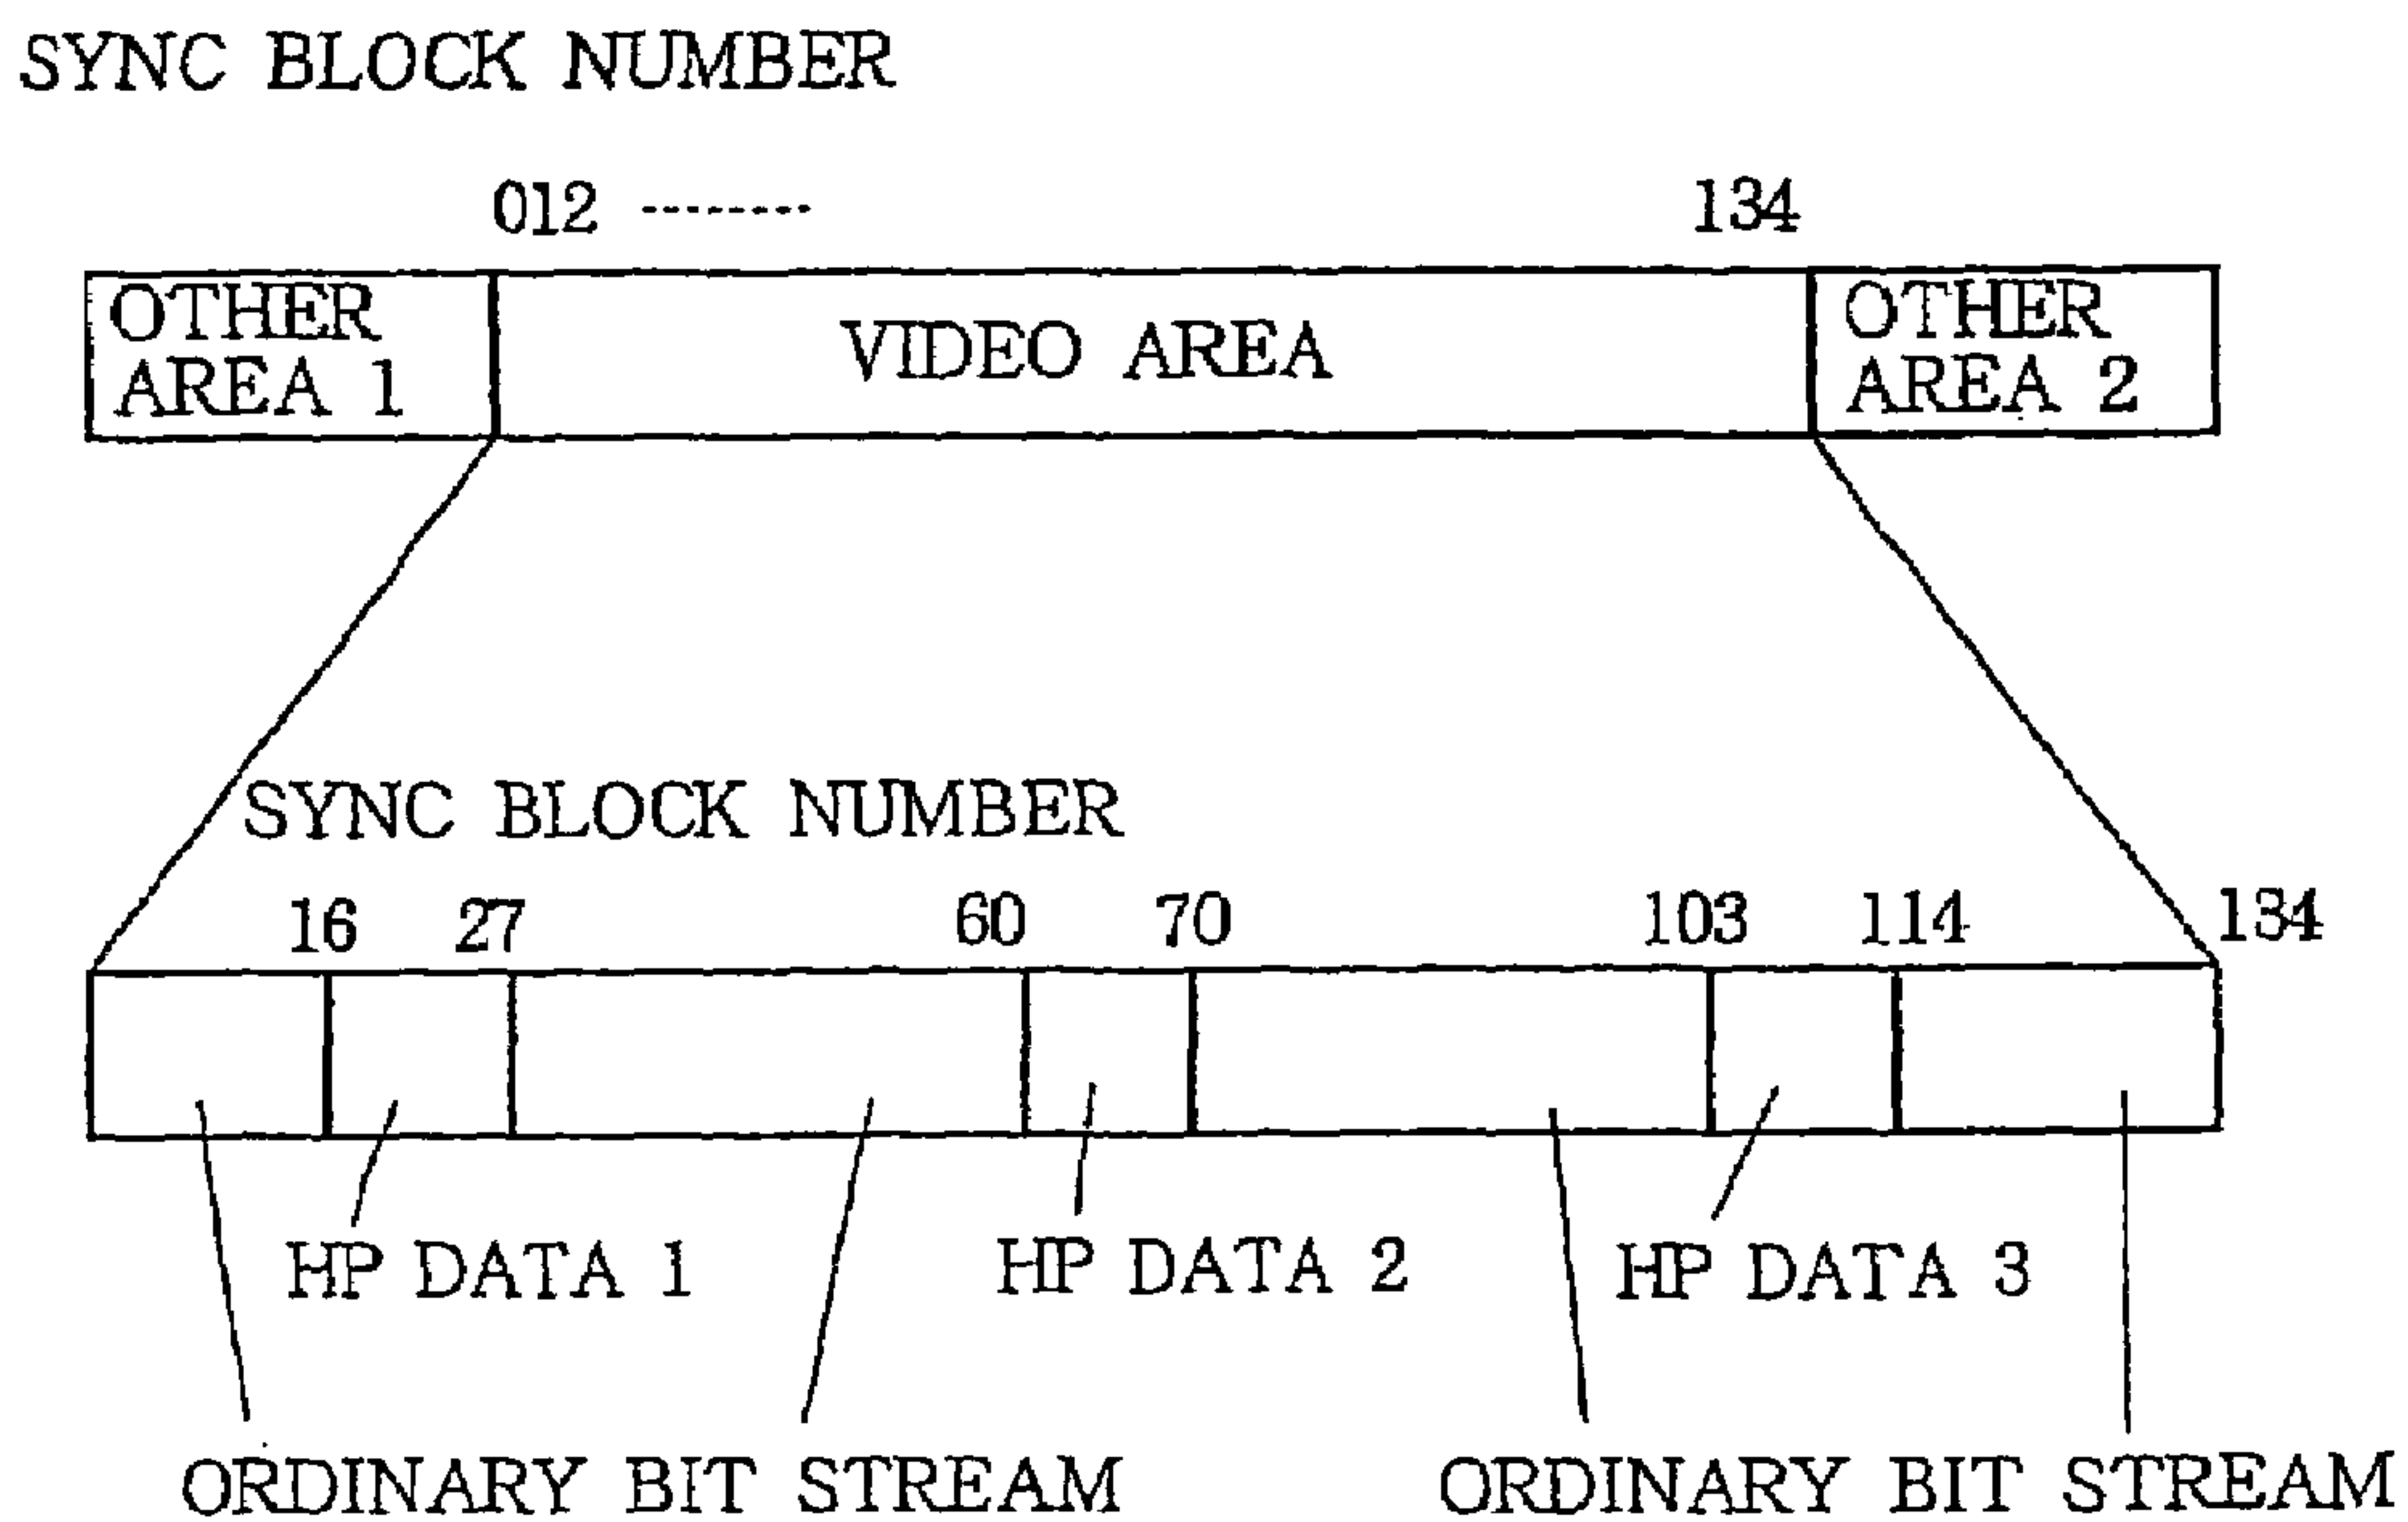 SYNC BLOCK NUMBER
012 --------
134
OTHER
AREA 1
VIDEO AREA
OTHER
AREA 2
SYNC BLOCK NUMBER
16 27 60 70 103 114 134
HP DATA 1
HP DATA 2
HP DATA 3
ORDINARY BIT STREAM
ORDINARY BIT STREAM